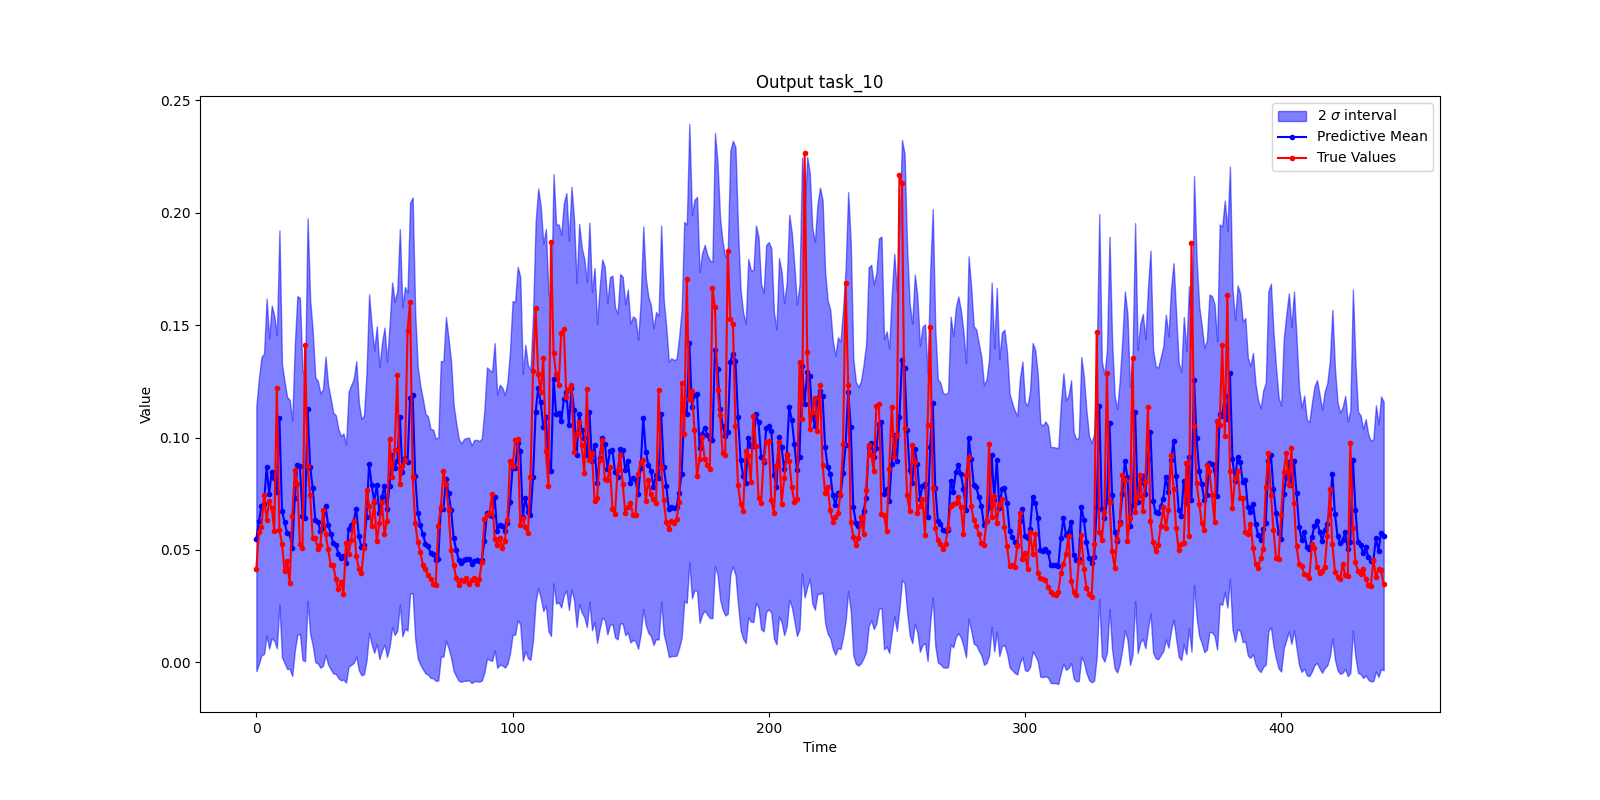 Output task_10
2 σ interval
Predictive Mean
True Values
Value
0.25
0.20
0.15
0.10
0.05
0.00
0 100 200 300 400
Time